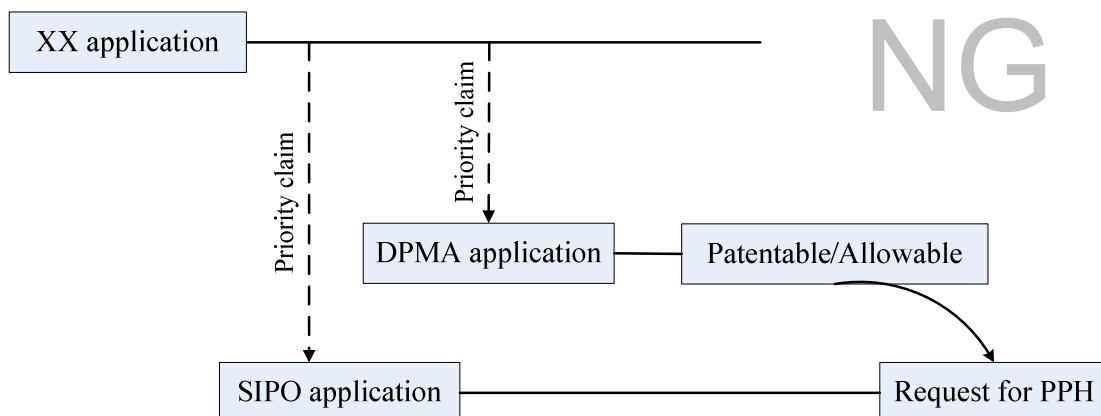 XX application
NG
Priority claim
Priority claim
DPMA application
Patentable/Allowable
SIPO application
Request for PPH